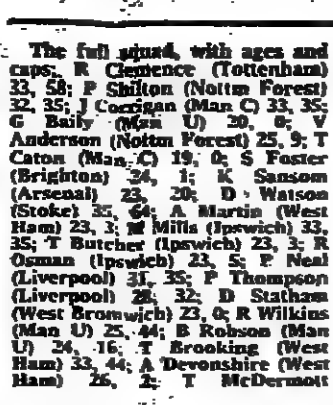 The full squad, with ages and
caps: R Clemence (Tottenham)
33, 58; P Shilton (Nottm Forest)
32, 35; J Corrigan (Man C) 33, 35;
G Baily (Man U) 20, 0; V
Anderson (Nottm Forest) 25, 9; T
Caton (Man C) 19, 0; S Foster
(Brighton) 24, 1; K Sansom
(Arsenal) 23, 20; D Watson
(Stoke) 35, 64; A Martin (West
Ham) 23, 3; M Mills (Ipswich) 33,
35; T Butcher (Ipswich) 23, 3; R
Osman (Ipswich) 23, 5; P Neal
(Liverpool) 31, 35; P Thompson
(Liverpool) 32; D Statham
(West Bromwich) 23, 0; R Wilkins
(Man U) 25, 44; B Robson (Man
U) 24, 16; T Brooking (West
Ham) 33, 44; A Devonshire (West
Ham) 26, 2; T McDermott